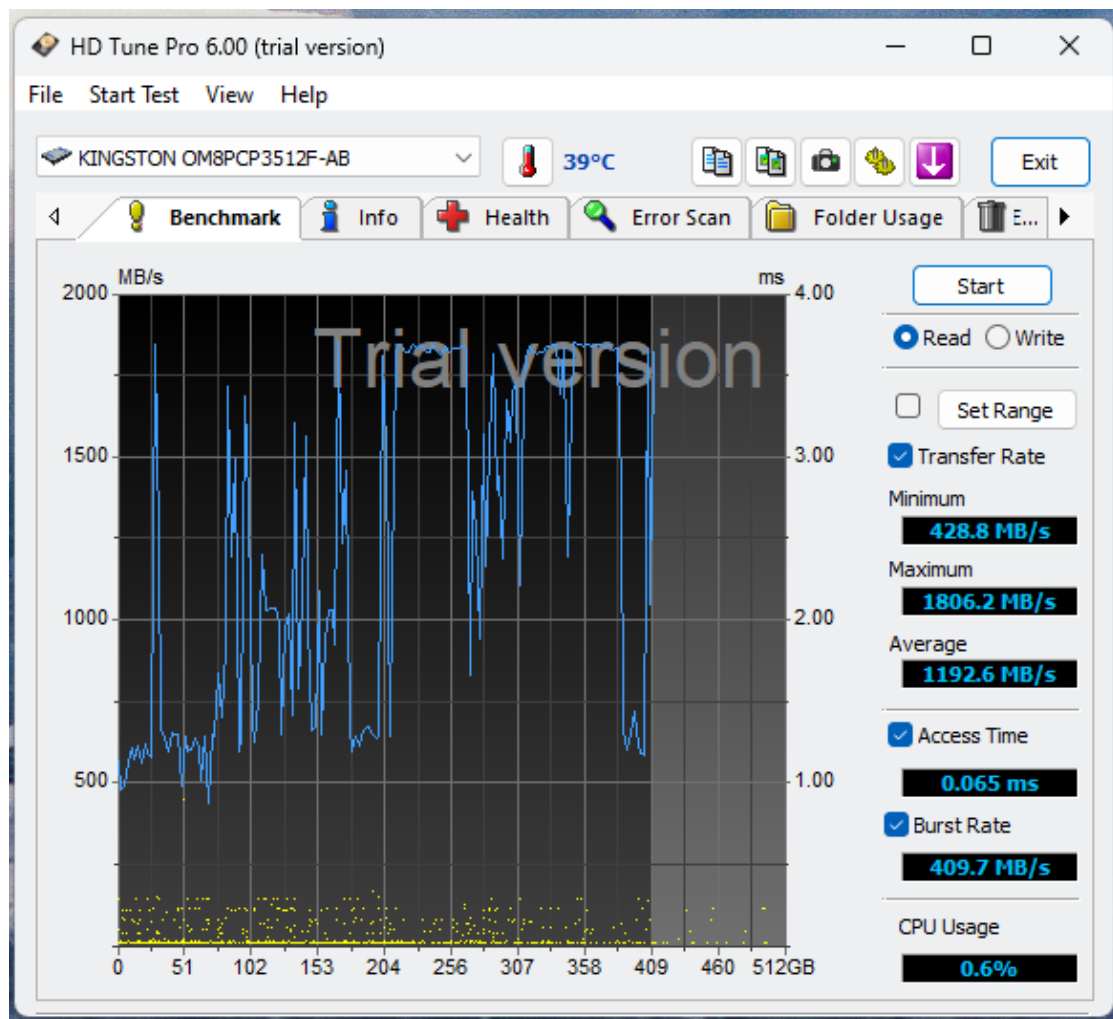 HD Tune Pro 6.00 (trial version)
File Start Test View Help
KINGSTON OM8PCP3512F-AB
39°C
Exit
Benchmark
Info
Health
Error Scan
Folder Usage
E...
MB/s
ms
2000
4.00
Trial version
1500
3.00
1000
2.00
500
1.00
0 51 102 153 204 256 307 358 409 460 512GB
Start
Read Write
Set Range
Transfer Rate
Minimum
428.8 MB/s
Maximum
1806.2 MB/s
Average
1192.6 MB/s
Access Time
0.065 ms
Burst Rate
409.7 MB/s
CPU Usage
0.6%